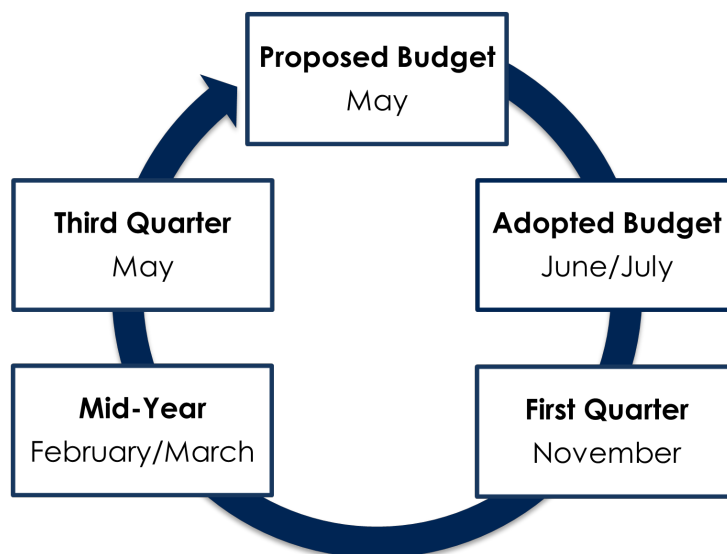 Proposed Budget
May
Adopted Budget
June/July
First Quarter
November
Mid-Year
February/March
Third Quarter
May